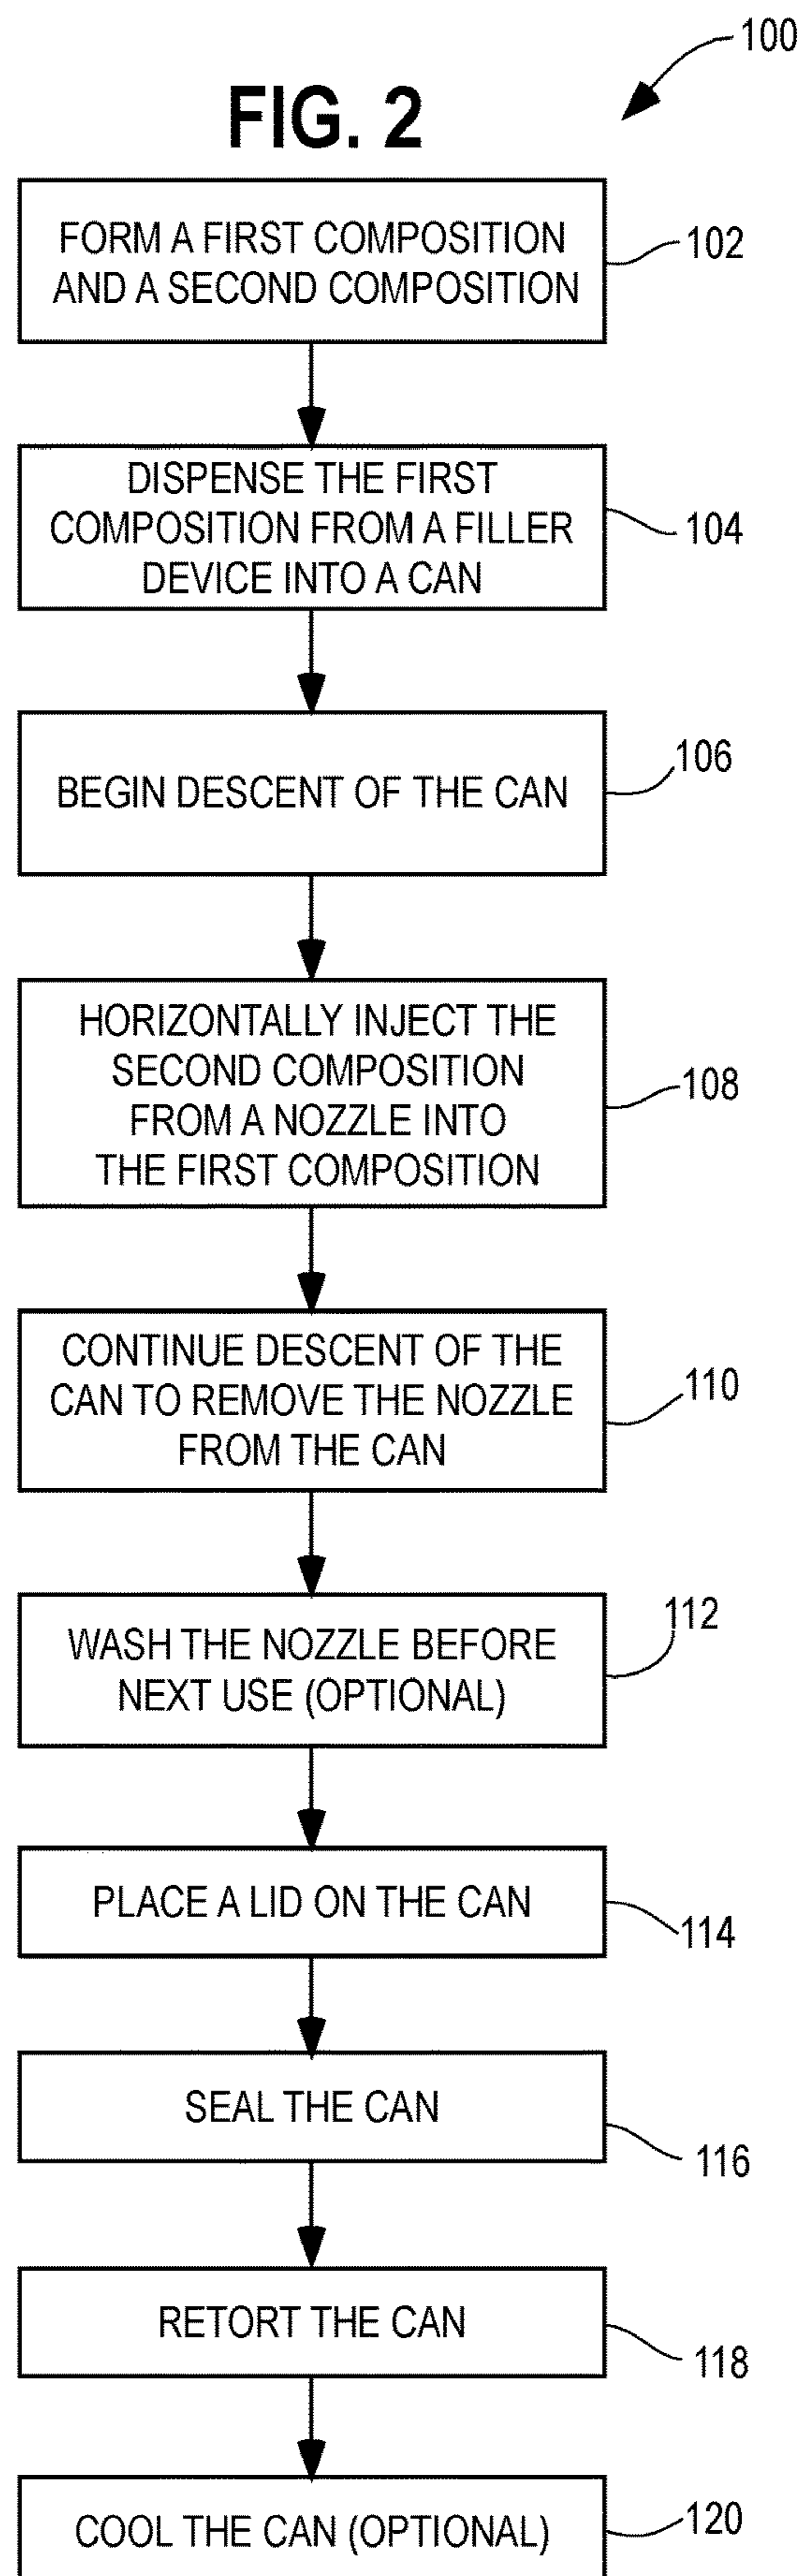 100
FIG. 2
FORM A FIRST COMPOSITION
AND A SECOND COMPOSITION
102
DISPENSE THE FIRST
COMPOSITION FROM A FILLER
DEVICE INTO A CAN
104
BEGIN DESCENT OF THE CAN
106
HORIZONTALLY INJECT THE
SECOND COMPOSITION
FROM A NOZZLE INTO
THE FIRST COMPOSITION
108
CONTINUE DESCENT OF THE
CAN TO REMOVE THE NOZZLE
FROM THE CAN
110
WASH THE NOZZLE BEFORE
NEXT USE (OPTIONAL)
112
PLACE A LID ON THE CAN
114
SEAL THE CAN
116
RETORT THE CAN
118
COOL THE CAN (OPTIONAL)
120